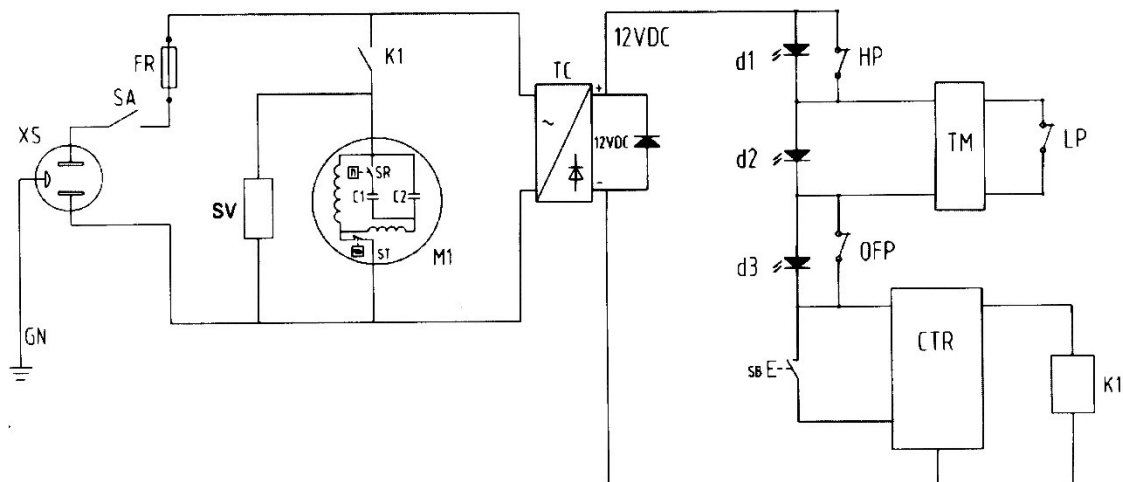 12VDC
FR
K1
d1
HP
SA
TC
+
XS
~
12VDC
TM
LP
n
SR
d2
C1
C2
SV
-
ST
M1
d3
OFP
GN
CTR
SB
K1